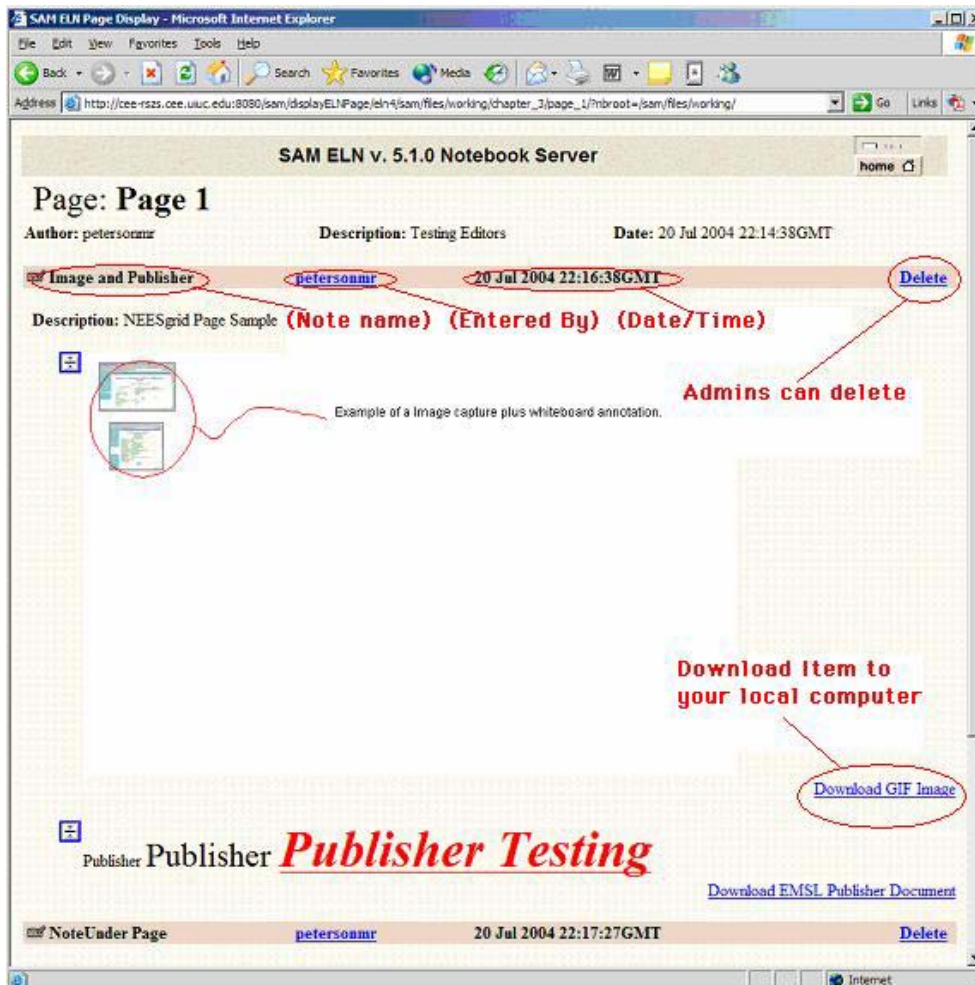 SAM ELN Page Display - Microsoft Internet Explorer
File Edit View Favorites Tools Help
Back Search Favorites Media
Address http://cee-rszs.cee.uiuc.edu:8080/sam/displayELNPage/eln4/sam/files/working/chapter_3/page_1/?nbroot=/sam/files/working/ Go Links
SAM ELN v. 5.1.0 Notebook Server
home
Page: Page 1
Author: petersonmr Description: Testing Editors Date: 20 Jul 2004 22:14:38GMT
Image and Publisher petersonmr 20 Jul 2004 22:16:38GMT Delete
Description: NEESgrid Page Sample (Note name) (Entered By) (Date/Time)
Admins can delete
Example of a Image capture plus whiteboard annotation.
Download Item to
your local computer
Download GIF Image
Publisher Publisher Publisher Testing
Download EMSL Publisher Document
NoteUnder Page petersonmr 20 Jul 2004 22:17:27GMT Delete
Internet